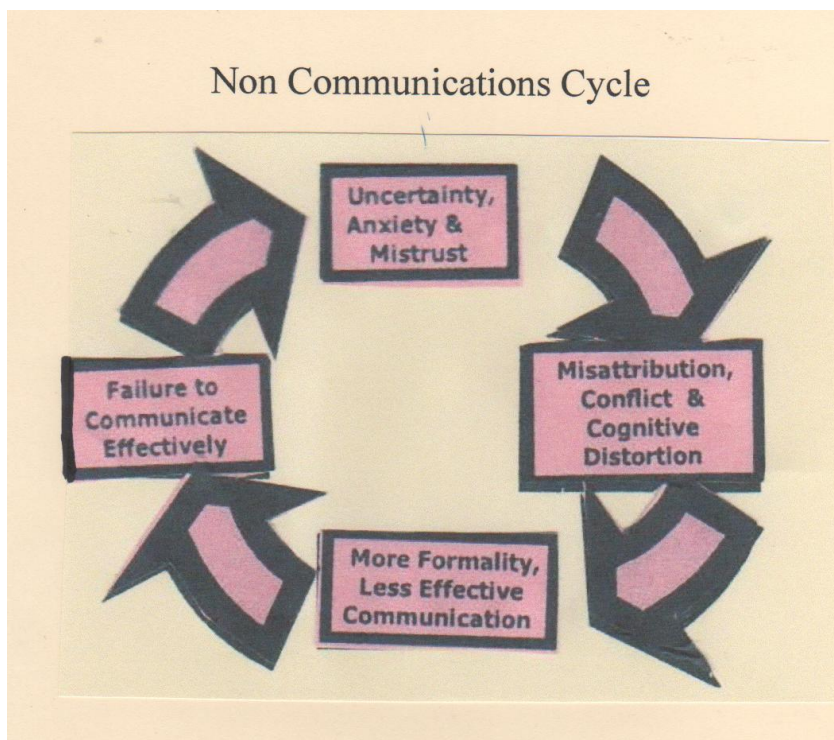 Non Communications Cycle
Uncertainty,
Anxiety &
Mistrust
Misattribution,
Conflict &
Cognitive
Distortion
More Formality,
Less Effective
Communication
Failure to
Communicate
Effectively